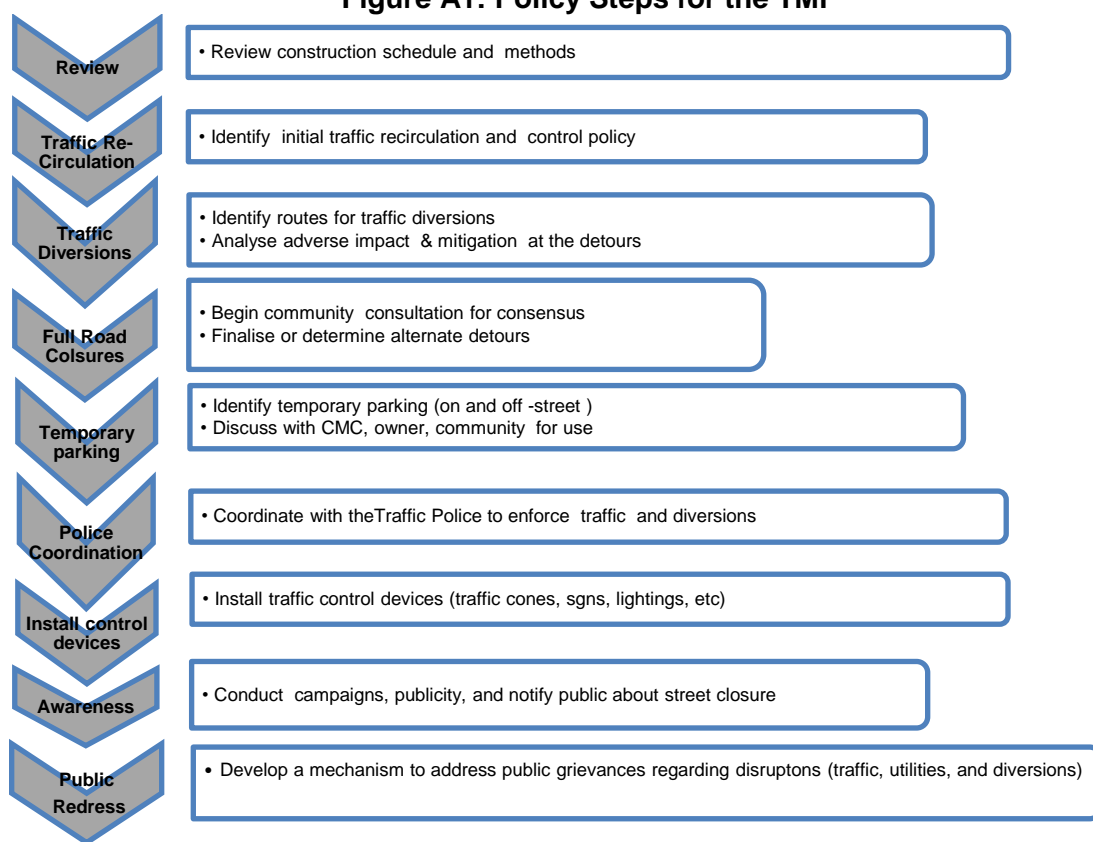 Figure A1: Policy Steps for the TMP
Review
• Review construction schedule and methods
Traffic Re-
Circulation
• Identify initial traffic recirculation and control policy
Traffic
Diversions
• Identify routes for traffic diversions
• Analyse adverse impact & mitigation at the detours
Full Road
Colsures
• Begin community consultation for consensus
• Finalise or determine alternate detours
Temporary
parking
• Identify temporary parking (on and off -street )
• Discuss with CMC, owner, community for use
Police
Coordination
• Coordinate with theTraffic Police to enforce traffic and diversions
Install control
devices
• Install traffic control devices (traffic cones, sgns, lightings, etc)
Awareness
• Conduct campaigns, publicity, and notify public about street closure
Public
Redress
• Develop a mechanism to address public grievances regarding disruptons (traffic, utilities, and diversions)